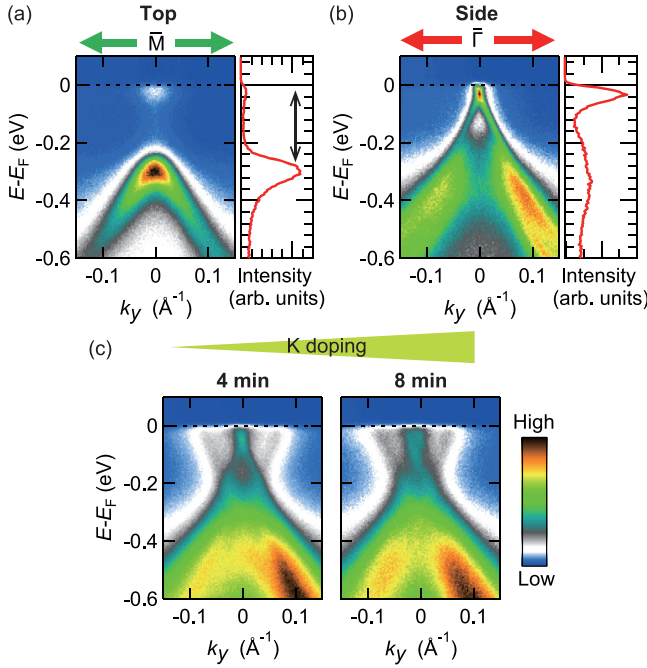 (a) Top (b) Side
M̄ Γ̄
0 0
-0.2 -0.2
-0.4 -0.4
-0.6 -0.6
E-EF (eV) E-EF (eV)
-0.1 0 0.1 Intensity -0.1 0 0.1 Intensity
ky (Å-1) (arb. units) ky (Å-1) (arb. units)
(c) K doping
4 min 8 min
0
-0.2
-0.4
-0.6
E-EF (eV)
High
Low
-0.1 0 0.1 -0.1 0 0.1
ky (Å-1) ky (Å-1)